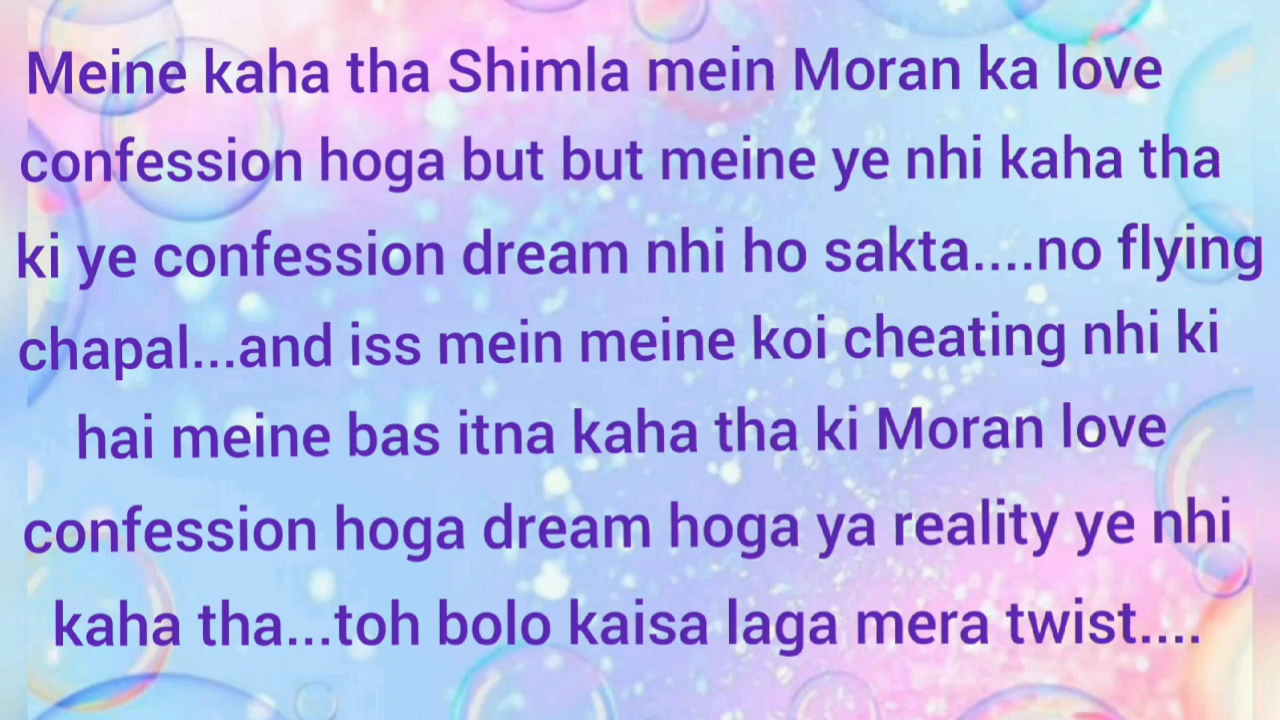 Meine kaha tha Shimla mein Moran ka love
confession hoga but but meine ye nhi kaha tha
ki ye confession dream nhi ho sakta....no flying
chapal...and iss mein meine koi cheating nhi ki
hai meine bas itna kaha tha ki Moran love
confession hoga dream hoga ya reality ye nhi
kaha tha...toh bolo kaisa laga mera twist....